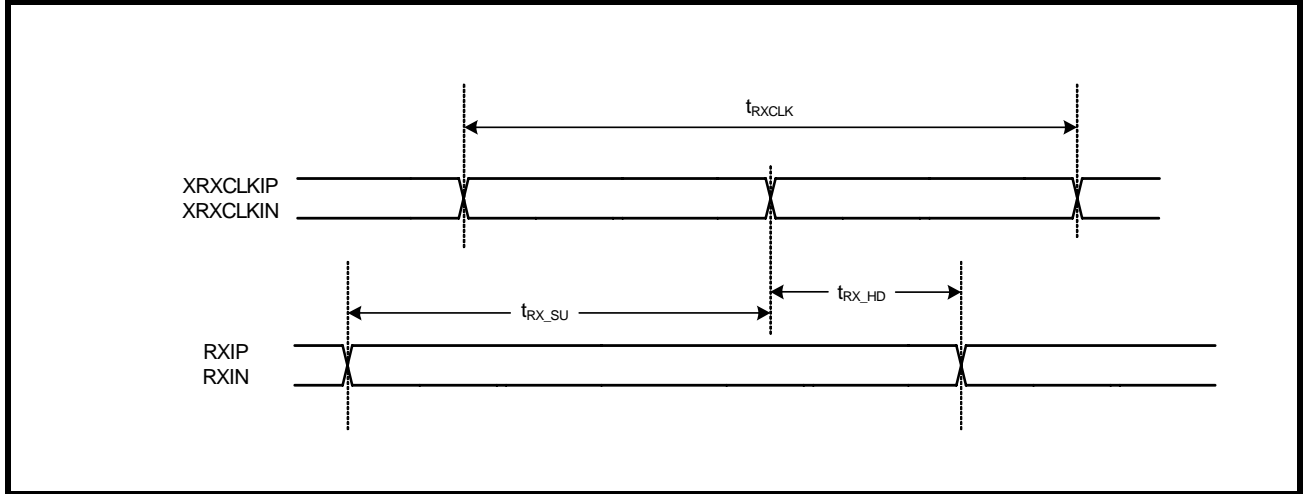 tRXCLK
XRXCLKIP
XRXCLKIN
tRX_HD
tRX_SU
RXIP
RXIN